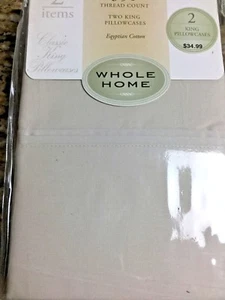 items
Classic
King
Pillowcases
THREAD COUNT
TWO KING
PILLOWCASES
Egyptian Cotton
2
KING
PILLOWCASES
$34.99
WHOLE
HOME